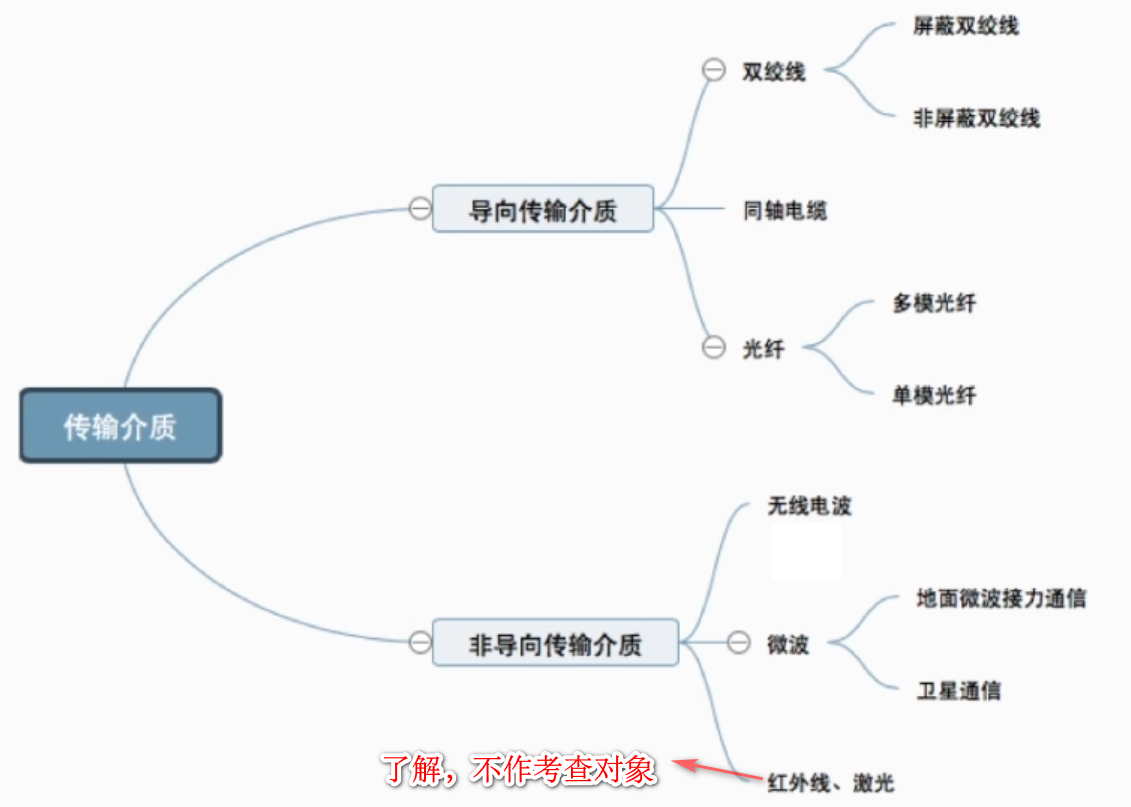 屏蔽双绞线
双绞线
非屏蔽双绞线
导向传输介质
同轴电缆
多模光纤
光纤
单模光纤
传输介质
无线电波
地面微波接力通信
非导向传输介质
微波
卫星通信
了解，不作考查对象
红外线、激光